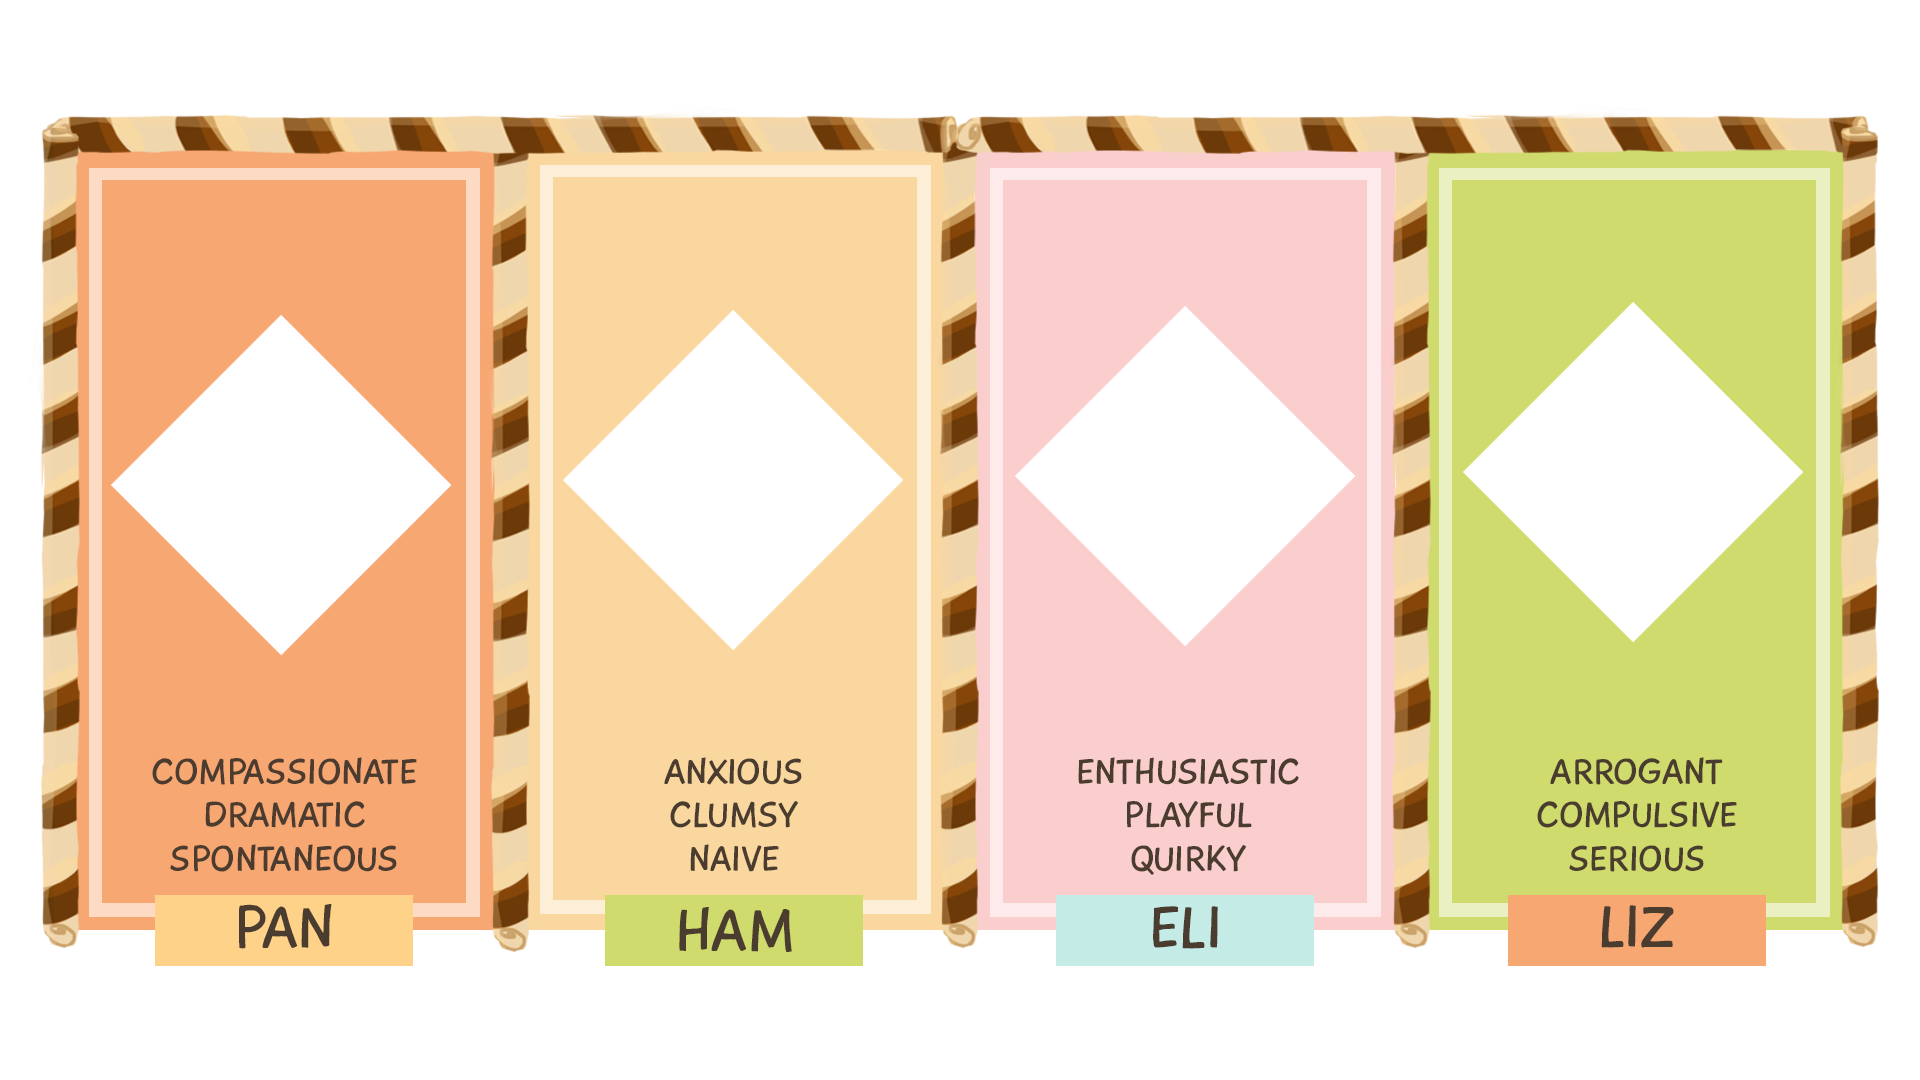 COMPASSIONATE
DRAMATIC
SPONTANEOUS
PAN
ANXIOUS
CLUMSY
NAIVE
HAM
ENTHUSIASTIC
PLAYFUL
QUIRKY
ELI
ARROGANT
COMPULSIVE
SERIOUS
LIZ